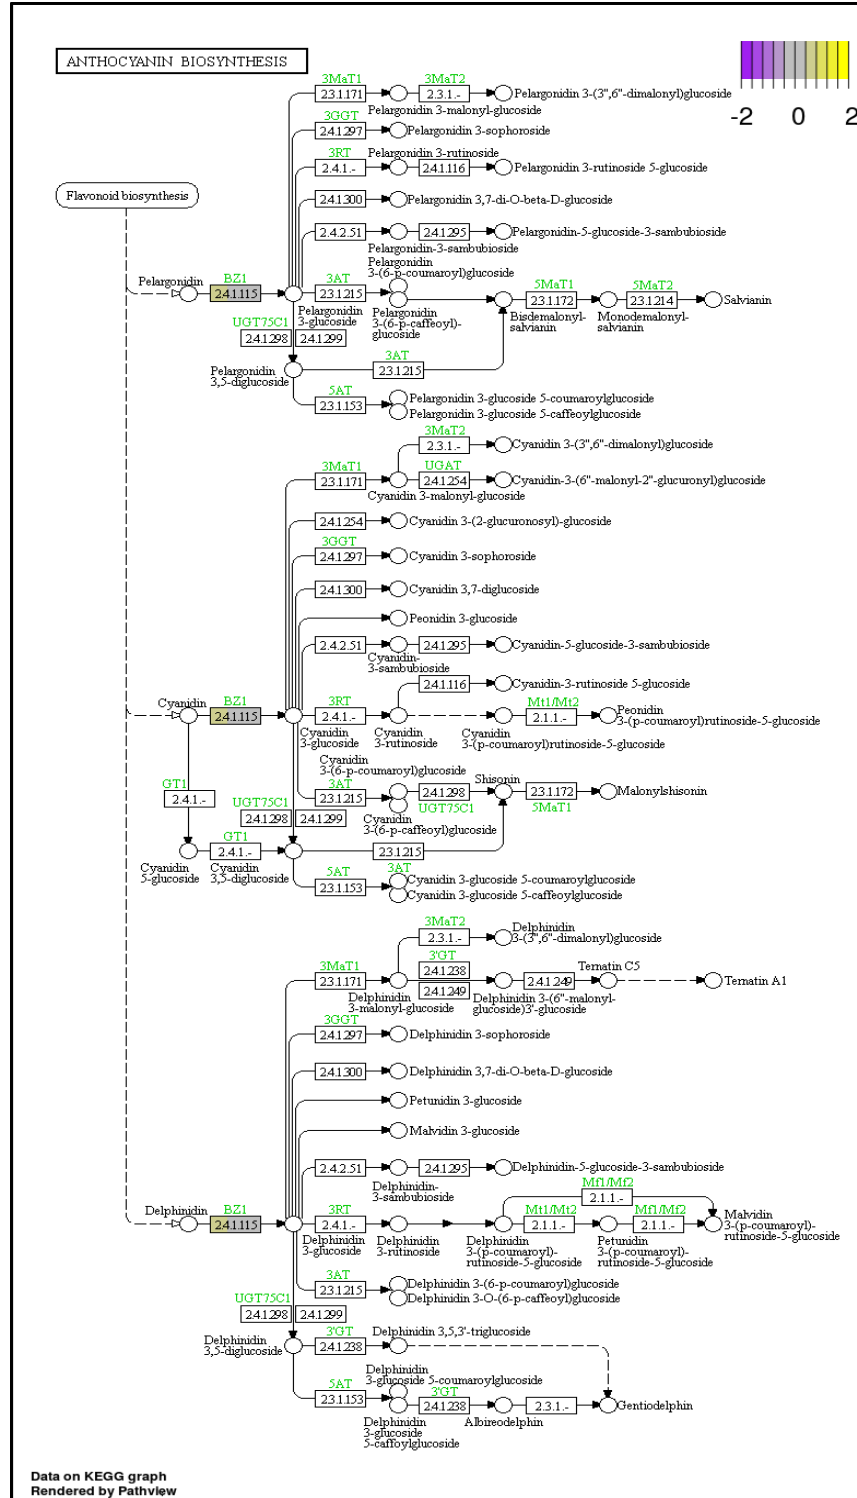 ANTHOCYANIN BIOSYNTHESIS
-2 0 2
3MaT1 3MaT2
2.3.1.171 2.3.1.- Pelargonidin 3-(3",6"-dimalonyl)glucoside
Pelargonidin 3-malonyl-glucoside
3GGT
2.4.1.297 Pelargonidin 3-sophoroside
3RT Pelargonidin 3-rutinoside
2.4.1.- 2.4.1.116 Pelargonidin 3-rutinoside 5-glucoside
Flavonoid biosynthesis
2.4.1.300 Pelargonidin 3,7-di-O-beta-D-glucoside
2.4.2.51 2.4.1.295 Pelargonidin-5-glucoside-3-sambubioside
Pelargonidin-3-sambubioside
Pelargonidin
3-(6-p-coumaroyl)glucoside
Pelargonidin BZ1 3AT 5MaT1 5MaT2
2.4.1.115 2.3.1.215 2.3.1.172 2.3.1.214 Salvianin
Pelargonidin
3-glucoside
Pelargonidin
3-(6-p-caffeoyl)-
glucoside
Bisdemalonyl-
salvianin
Monodemalonyl-
salvianin
UGT75C1
2.4.1.298 2.4.1.299
3AT
2.3.1.215
Pelargonidin
3,5-diglucoside
5AT
2.3.1.153 Pelargonidin 3-glucoside 5-coumaroylglucoside
Pelargonidin 3-glucoside 5-caffeoylglucoside
3MaT2
2.3.1.- Cyanidin 3-(3",6"-dimalonyl)glucoside
3MaT1 UGAT
2.3.1.171 2.4.1.254 Cyanidin-3-(6"-malonyl-2"-glucuronyl)glucoside
Cyanidin 3-malonyl-glucoside
2.4.1.254 Cyanidin 3-(2-glucuronosyl)-glucoside
3GGT
2.4.1.297 Cyanidin 3-sophoroside
2.4.1.300 Cyanidin 3,7-diglucoside
Peonidin 3-glucoside
2.4.2.51 2.4.1.295 Cyanidin-5-glucoside-3-sambubioside
Cyanidin-
3-sambubioside
2.4.1.116 Cyanidin-3-rutinoside 5-glucoside
Cyanidin BZ1 3RT Mt1/Mt2
2.4.1.115 2.4.1.- 2.1.1.- Peonidin
3-(p-coumaroyl)rutinoside-5-glucoside
Cyanidin
3-glucoside
Cyanidin
3-rutinoside
Cyanidin
3-(p-coumaroyl)rutinoside-5-glucoside
Cyanidin
3-(6-p-coumaroyl)glucoside
GT1
2.4.1.-
UGT75C1
2.4.1.298 2.4.1.299
3AT Shisonin
2.3.1.215 2.4.1.298 2.3.1.172 Malonylshisonin
UGT75C1 5MaT1
Cyanidin
3-(6-p-caffeoyl)glucoside
GT1
2.4.1.- 2.3.1.215
Cyanidin
5-glucoside
Cyanidin
3,5-diglucoside
5AT 3AT
2.3.1.153 Cyanidin 3-glucoside 5-coumaroylglucoside
Cyanidin 3-glucoside 5-caffeoylglucoside
3MaT2
2.3.1.- Delphinidin
3-(3",6"-dimalonyl)glucoside
3MaT1 3'GT
2.3.1.171 2.4.1.238 2.4.1.249 Ternatin C5 Ternatin A1
2.4.1.249
Delphinidin
3-malonyl-glucoside
Delphinidin 3-(6"-malonyl-
glucoside)3'-glucoside
3GGT
2.4.1.297 Delphinidin 3-sophoroside
2.4.1.300 Delphinidin 3,7-di-O-beta-D-glucoside
Petunidin 3-glucoside
Malvidin 3-glucoside
2.4.2.51 2.4.1.295 Delphinidin-5-glucoside-3-sambubioside
Delphinidin-
3-sambubioside
Mf1/Mf2
2.1.1.-
Delphinidin BZ1 3RT Mt1/Mt2 Mf1/Mf2
2.4.1.115 2.4.1.- 2.1.1.- 2.1.1.- Malvidin
3-(p-coumaroyl)-
rutinoside-5-glucoside
Delphinidin
3-glucoside
Delphinidin
3-rutinoside
Delphinidin
3-(p-coumaroyl)-
rutinoside-5-glucoside
Petunidin
3-(p-coumaroyl)-
rutinoside-5-glucoside
3AT
2.3.1.215 Delphinidin 3-(6-p-coumaroyl)glucoside
Delphinidin 3-O-(6-p-caffeoyl)glucoside
UGT75C1
2.4.1.298 2.4.1.299
Delphinidin
3,5-diglucoside
3'GT Delphinidin 3,5,3'-triglucoside
2.4.1.238
Delphinidin
3-glucoside 5-coumaroylglucoside
5AT 3'GT
2.3.1.153 2.4.1.238 2.3.1.- Gentiodelphin
Albireodelphin
Delphinidin
3-glucoside
5-caffoylglucoside
Data on KEGG graph
Rendered by Pathview